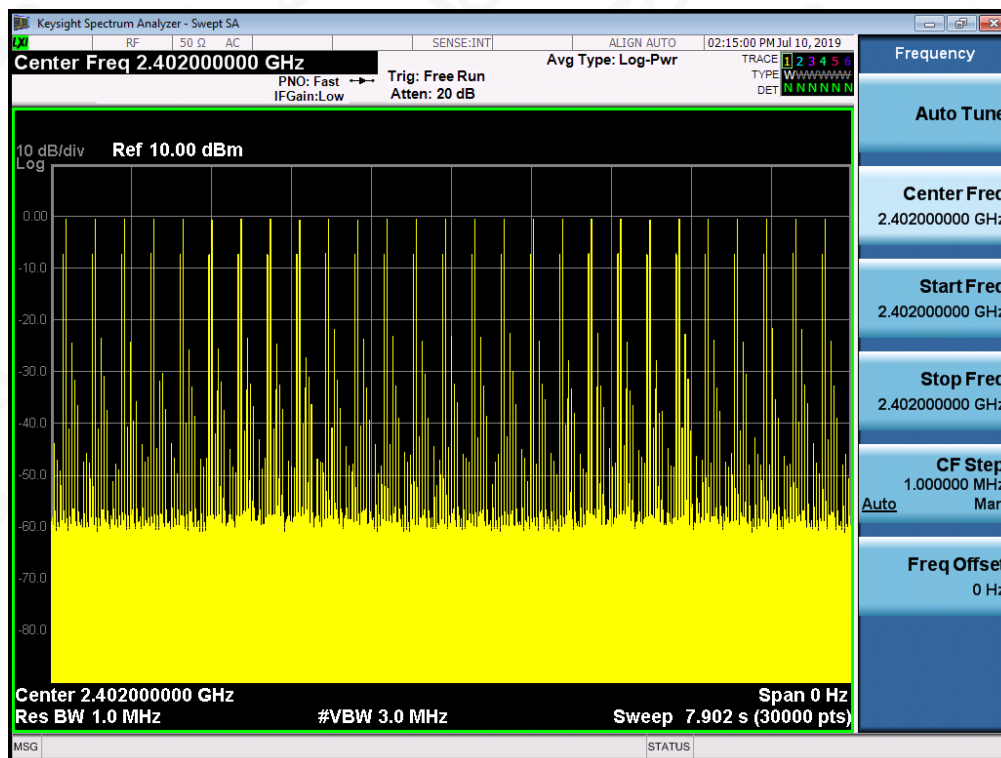 Keysight Spectrum Analyzer - Swept SA
LXI RF 50 Ω AC SENSE:INT ALIGN AUTO 02:15:00 PM Jul 10, 2019
Center Freq 2.402000000 GHz
PNO: Fast
IFGain:Low
Trig: Free Run
Atten: 20 dB
Avg Type: Log-Pwr
TRACE 1 2 3 4 5 6
TYPE WWWWWW
DET N N N N N N
10 dB/div Ref 10.00 dBm
Log
0.00
-10.0
-20.0
-30.0
-40.0
-50.0
-60.0
-70.0
-80.0
Center 2.402000000 GHz Span 0 Hz
Res BW 1.0 MHz #VBW 3.0 MHz Sweep 7.902 s (30000 pts)
MSG STATUS
Frequency
Auto Tune
Center Freq
2.402000000 GHz
Start Freq
2.402000000 GHz
Stop Freq
2.402000000 GHz
CF Step
1.000000 MHz
Auto Man
Freq Offset
0 Hz